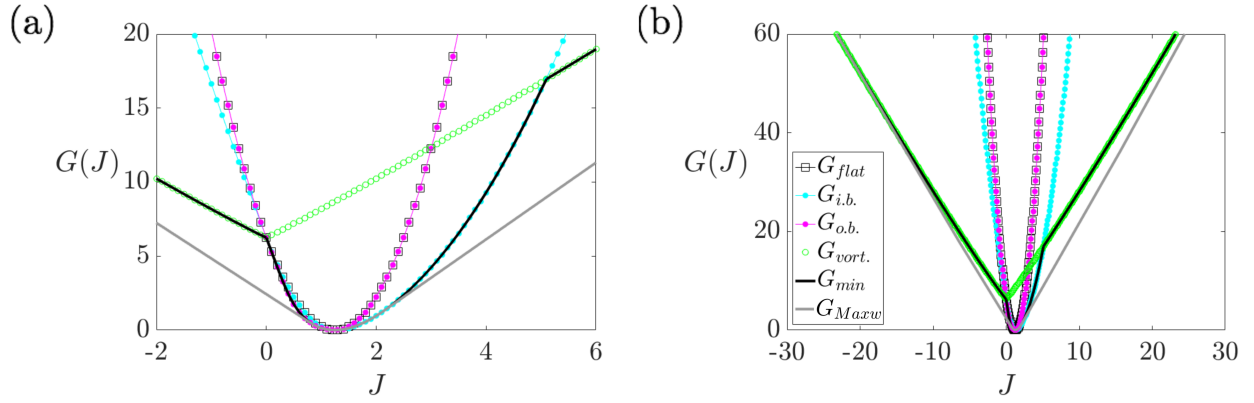 (a)
20
15
10
5
0
G(J)
-2 0 2 4 6
J
(b)
60
40
20
0
G(J)
G_flat
G_i.b.
G_o.b.
G_vort.
G_min
G_Maxw
-30 -20 -10 0 10 20 30
J